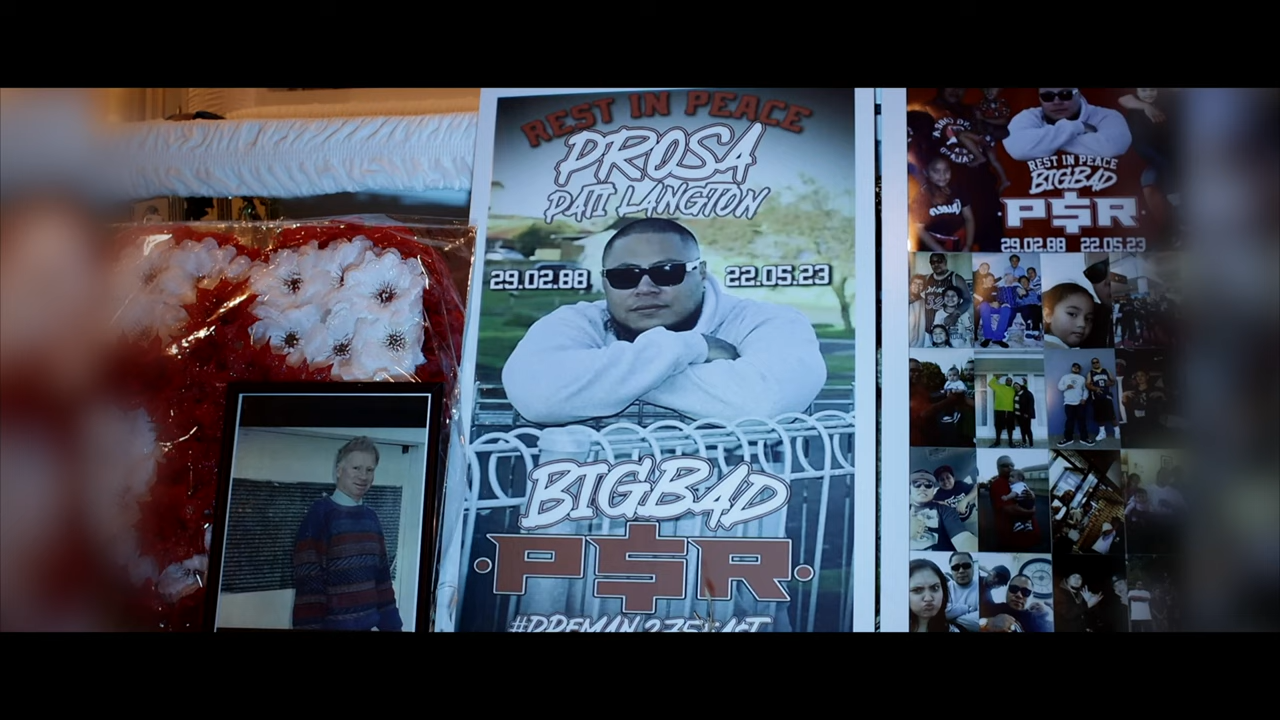 REST IN PEACE
PROSA
PATI LANGTON
29.02.88 22.05.23
BIGBAD
P$R
REST IN PEACE
BIGBAD
P$R
29.02.88 22.05.23